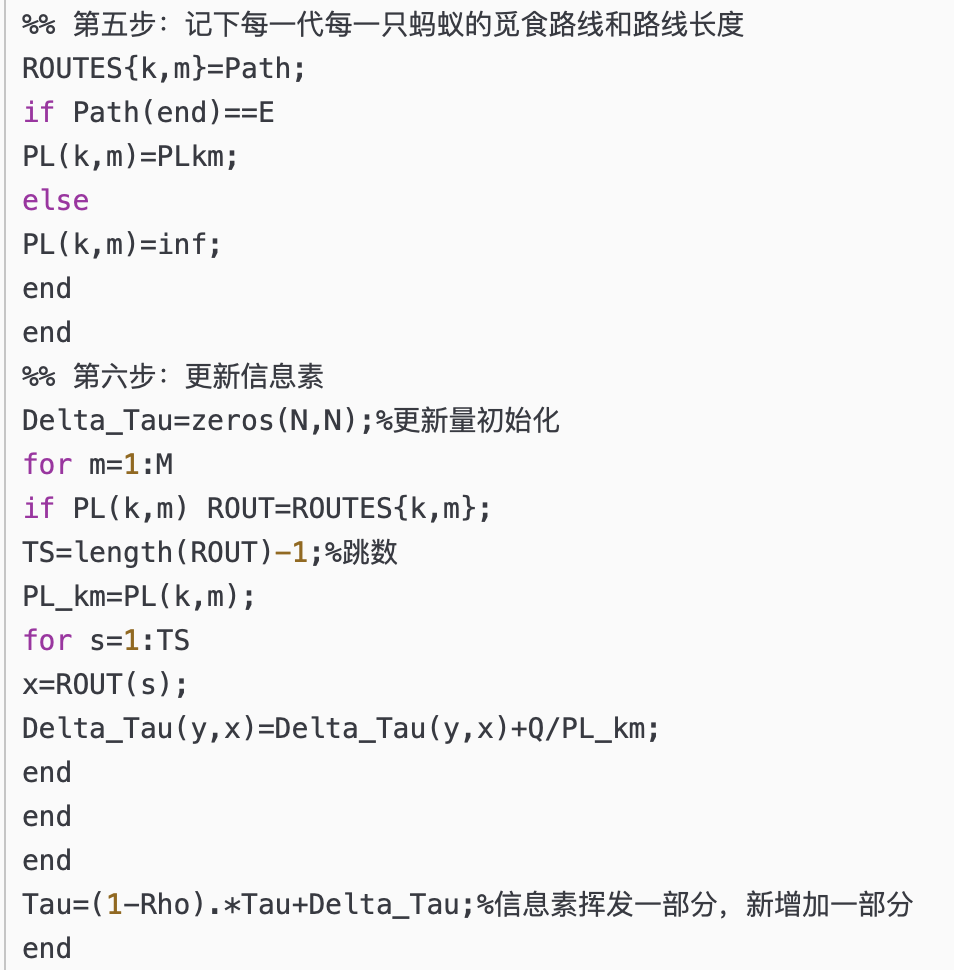 %% 第五步：记下每一代每一只蚂蚁的觅食路线和路线长度
ROUTES{k,m}=Path;
if Path(end)==E
PL(k,m)=PLkm;
else
PL(k,m)=inf;
end
end
%% 第六步：更新信息素
Delta_Tau=zeros(N,N);%更新量初始化
for m=1:M
if PL(k,m) ROUT=ROUTES{k,m};
TS=length(ROUT)-1;%跳数
PL_km=PL(k,m);
for s=1:TS
x=ROUT(s);
Delta_Tau(y,x)=Delta_Tau(y,x)+Q/PL_km;
end
end
end
Tau=(1-Rho).*Tau+Delta_Tau;%信息素挥发一部分，新增加一部分
end